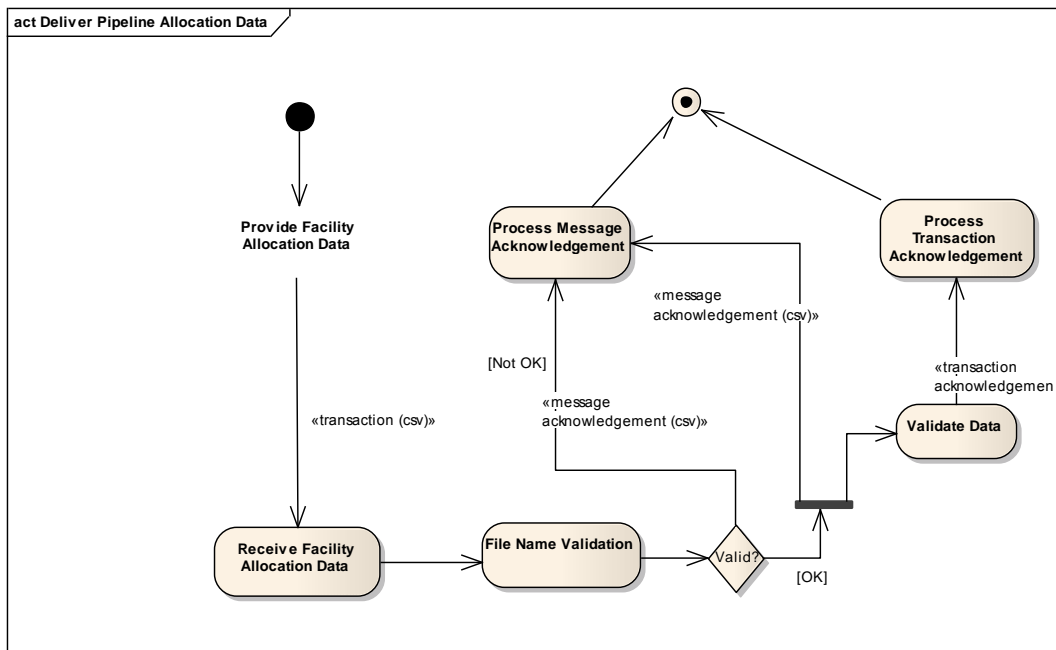 act Deliver Pipeline Allocation Data
Provide Facility
Allocation Data
Process Message
Acknowledgement
Process
Transaction
Acknowledgement
«message
acknowledgement (csv)»
[Not OK]
«transaction
acknowledgemen
«message
acknowledgement (csv)»
«transaction (csv)»
Validate Data
Receive Facility
Allocation Data
File Name Validation
Valid?
[OK]